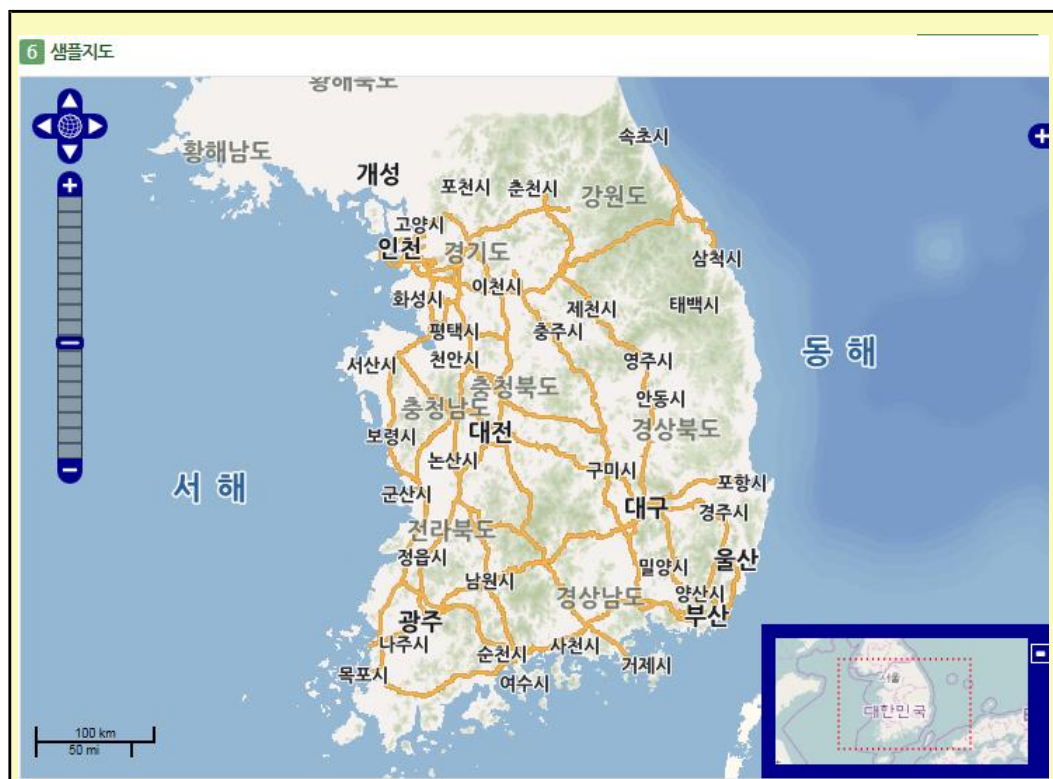 6 샘플지도
황해북도
속초시
황해남도
개성
포천시 춘천시
강원도
고양시
인천
경기도
삼척시
이천시
화성시
제천시
태백시
평택시
충주시
서산시
천안시
영주시
동 해
충청북도
안동시
충청남도
보령시
대전
경상북도
논산시
구미시
서 해
군산시
포항시
대구
경주시
전라북도
정읍시
울산
밀양시
남원시
양산시
경상남도
부산
광주
나주시
순천시
사천시
거제시
목포시
여수시
서울
대한민국
100 km
50 mi